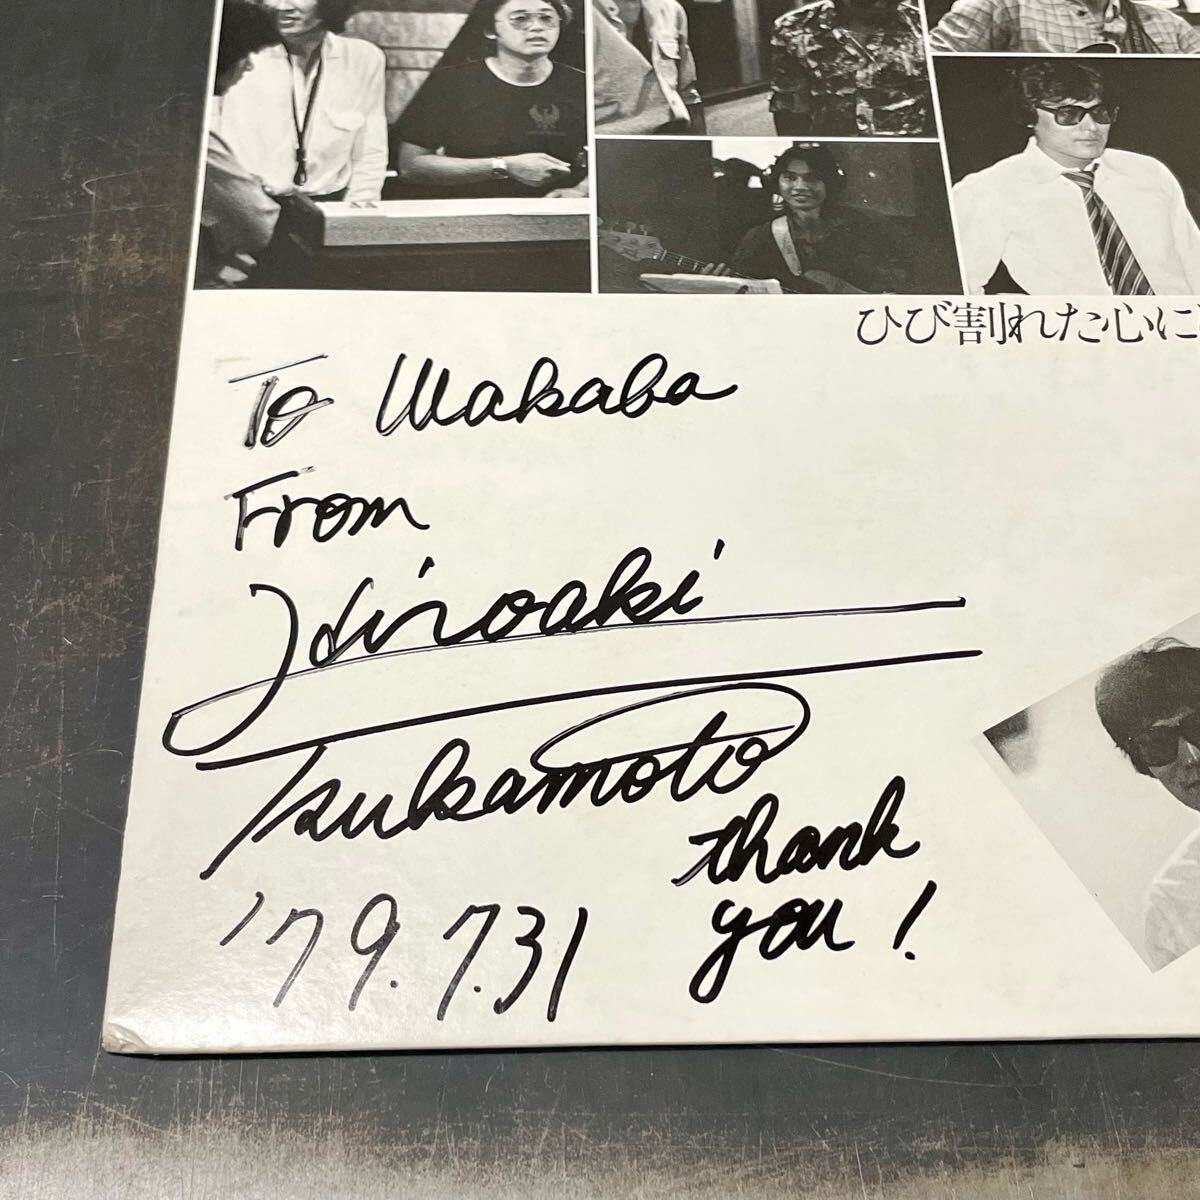 ひび割れた心に
To Wakaba
From
Hiroaki
Tsukamoto
thank
you!
'79.7.31